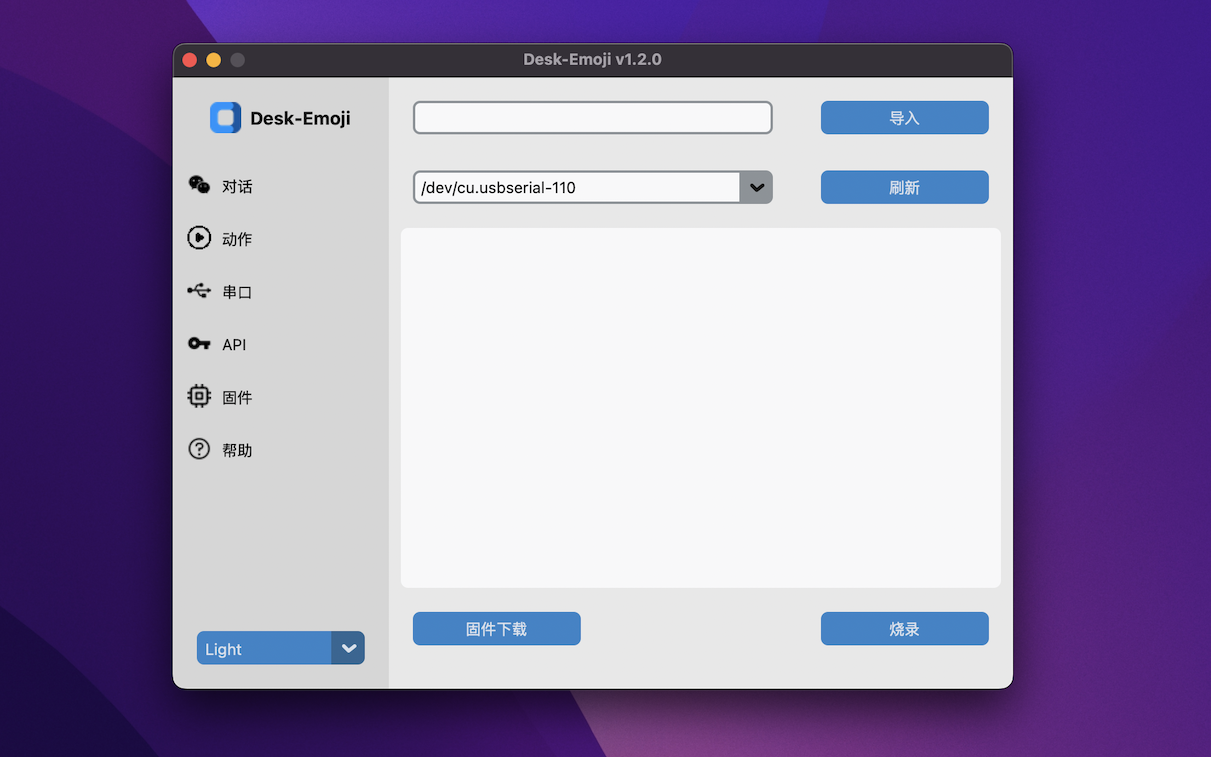 Desk-Emoji v1.2.0
Desk-Emoji
对话
动作
串口
API
固件
帮助
Light
导入
/dev/cu.usbserial-110
刷新
固件下载
烧录